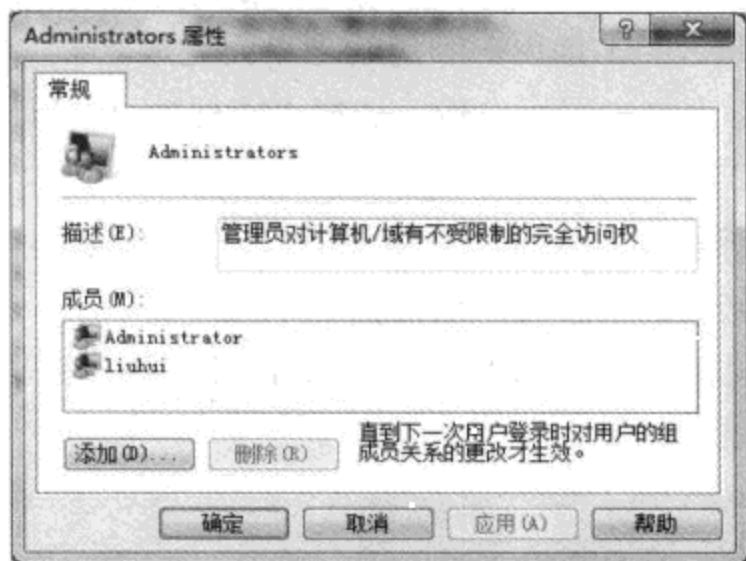 Administrators 属性
常规
Administrators
描述(E):
管理员对计算机/域有不受限制的完全访问权
成员(M):
Administrator
liuhui
添加(D)...
删除(R)
直到下一次用户登录时对用户的组
成员关系的更改才生效。
确定
取消
应用(A)
帮助